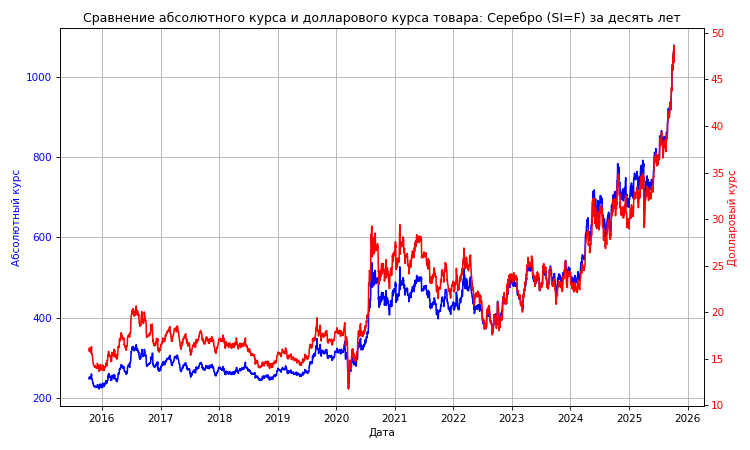 Сравнение абсолютного курса и долларового курса товара: Серебро (SI=F) за десять лет
Абсолютный курс
1000
800
600
400
200
50
45
40
35
30
25
20
15
10
Долларовый курс
2016 2017 2018 2019 2020 2021 2022 2023 2024 2025 2026
Дата